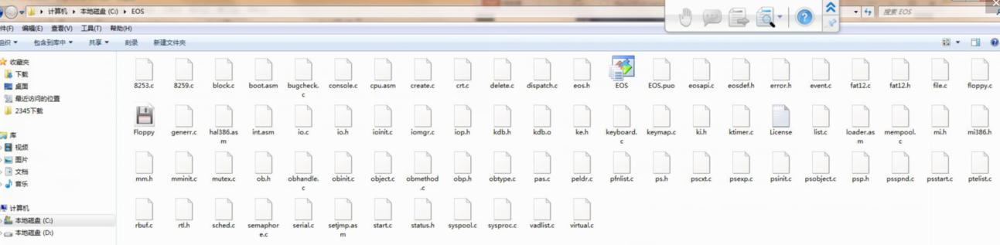 计算机 ▸ 本地磁盘 (C:) ▸ EOS
搜索 EOS
件(F) 编辑(E) 查看(V) 工具(T) 帮助(H)
组织 包含到库中 共享 刻录 新建文件夹
收藏夹
下载
桌面
最近访问的位置
2345下载
库
视频
图片
文档
音乐
计算机
本地磁盘 (C:)
本地磁盘 (D:)
8253.c 8259.c block.c boot.asm bugcheck. console.c cpu.asm create.c crt.c delete.c dispatch.c eos.h EOS EOS.puo eosapi.c eosdef.h error.h event.c fat12.c fat12.h file.c floppy.c
c
Floppy generr.c hal386.as int.asm io.c io.h ioinit.c iomgr.c iop.h kdb.h kdb.o ke.h keyboard. keymap.c ki.h ktimer.c License list.c loader.as mempool. mi.h mi386.h
m c m c
mm.h mminit.c mutex.c ob.h obhandle. obinit.c object.c obmethod obp.h obtype.c pas.c peldr.c pfnlist.c ps.h pscxt.c psexp.c psinit.c psobject.c psp.h psspnd.c psstart.c ptelist.c
c .c
rbuf.c rtl.h sched.c semaphor serial.c setjmp.as start.c status.h syspool.c sysproc.c vadlist.c virtual.c
e.c m